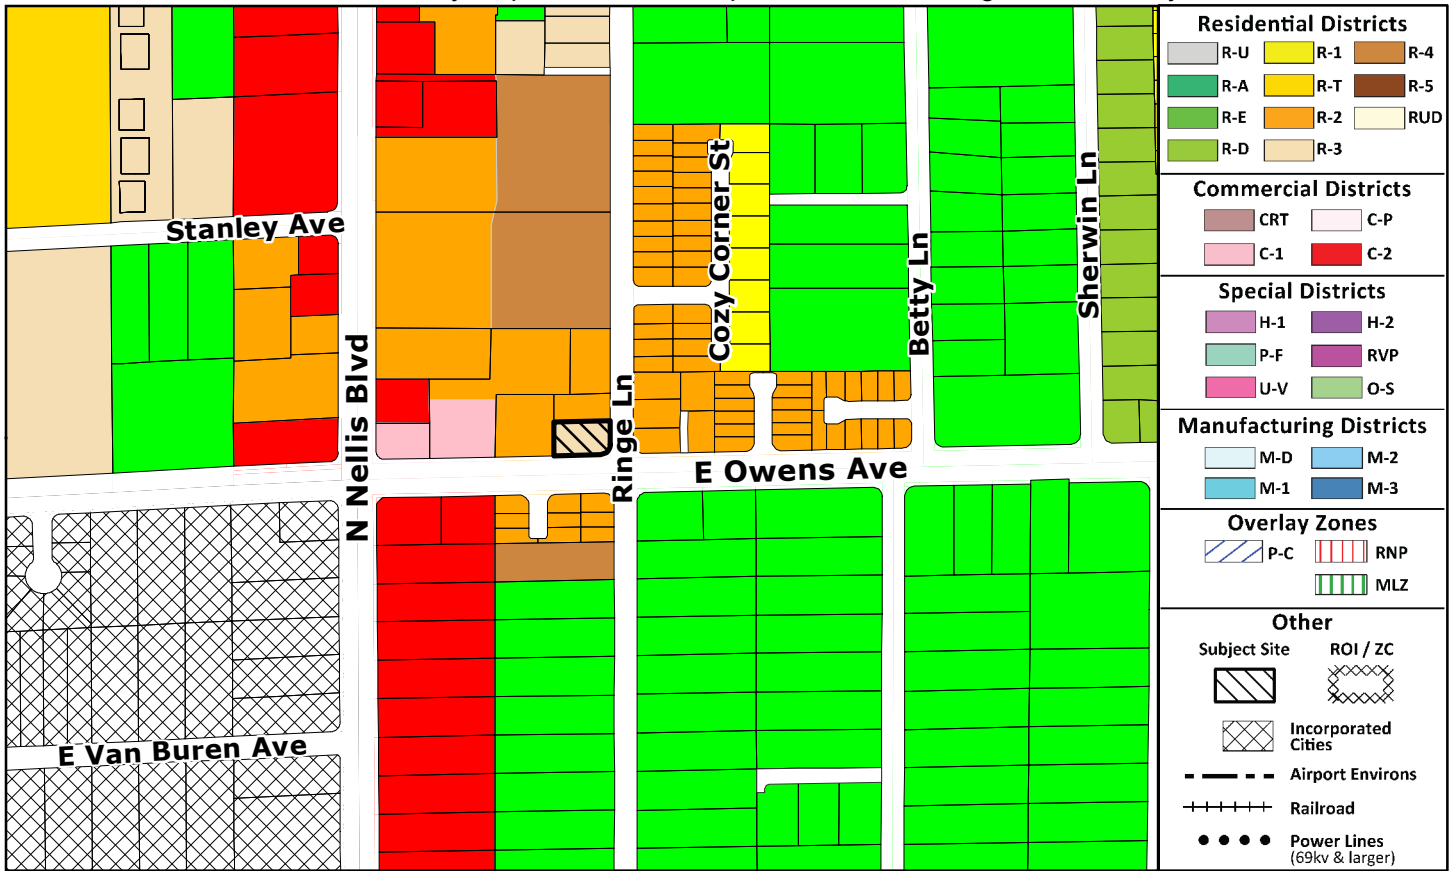 Stanley Ave
N Nellis Blvd
Cozy Corner St
Betty Ln
Sherwin Ln
Ringe Ln
E Owens Ave
E Van Buren Ave
Residential Districts
R-U
R-1
R-4
R-A
R-T
R-5
R-E
R-2
RUD
R-D
R-3
Commercial Districts
CRT
C-P
C-1
C-2
Special Districts
H-1
H-2
P-F
RVP
U-V
O-S
Manufacturing Districts
M-D
M-2
M-1
M-3
Overlay Zones
P-C
RNP
MLZ
Other
Subject Site
ROI / ZC
Incorporated
Cities
Airport Environs
Railroad
Power Lines
(69kv & larger)